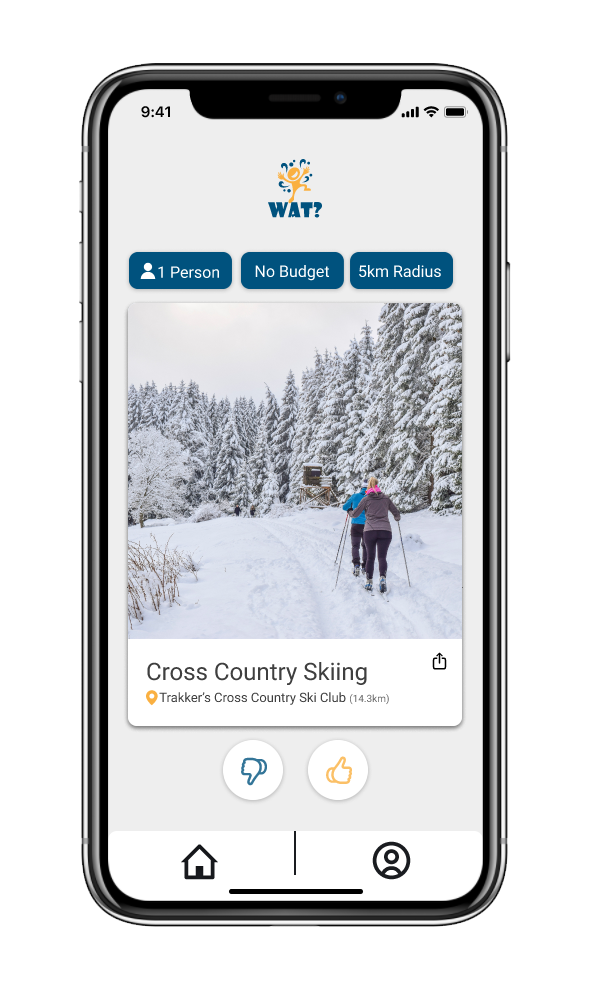 9:41
WAT?
1 Person No Budget 5km Radius
Cross Country Skiing
Trakker's Cross Country Ski Club (14.3km)